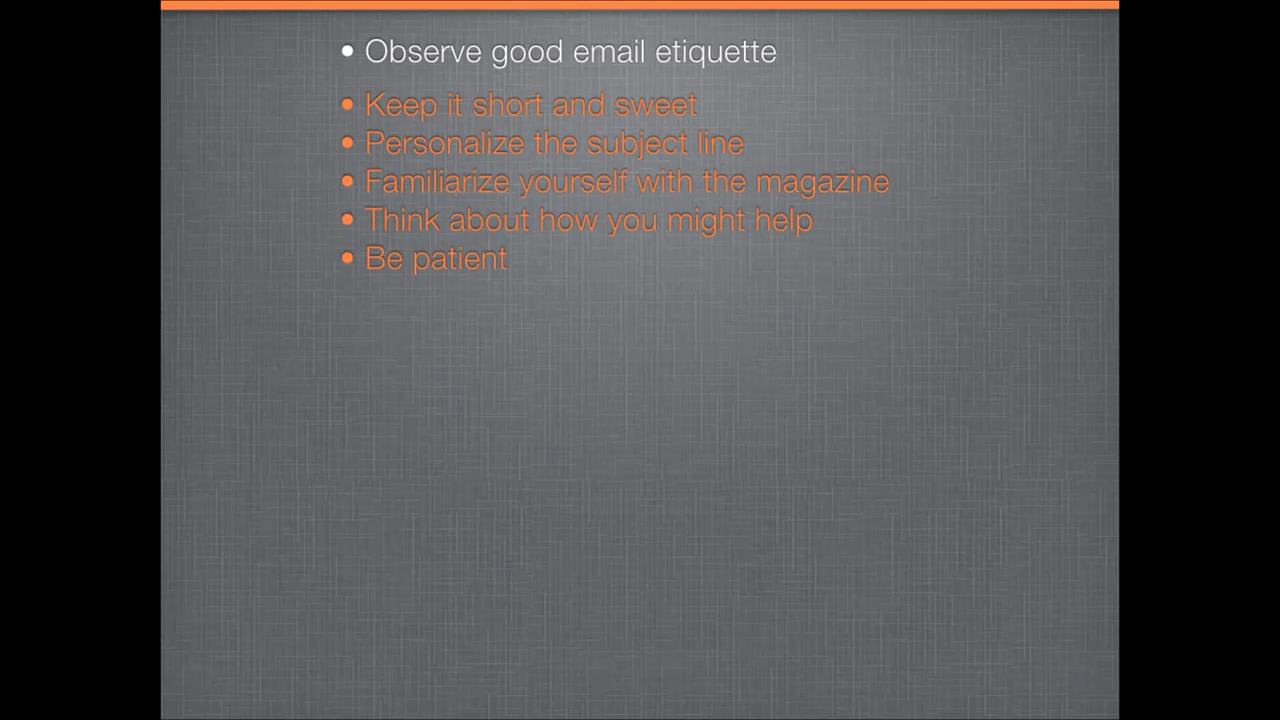 • Observe good email etiquette
• Keep it short and sweet
• Personalize the subject line
• Familiarize yourself with the magazine
• Think about how you might help
• Be patient